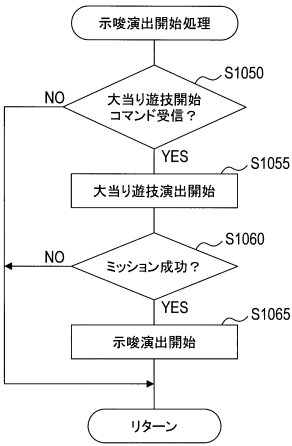 示唆演出開始処理
S1050
NO
大当り遊技開始
コマンド受信？
YES
S1055
大当り遊技演出開始
S1060
NO
ミッション成功？
YES
S1065
示唆演出開始
リターン